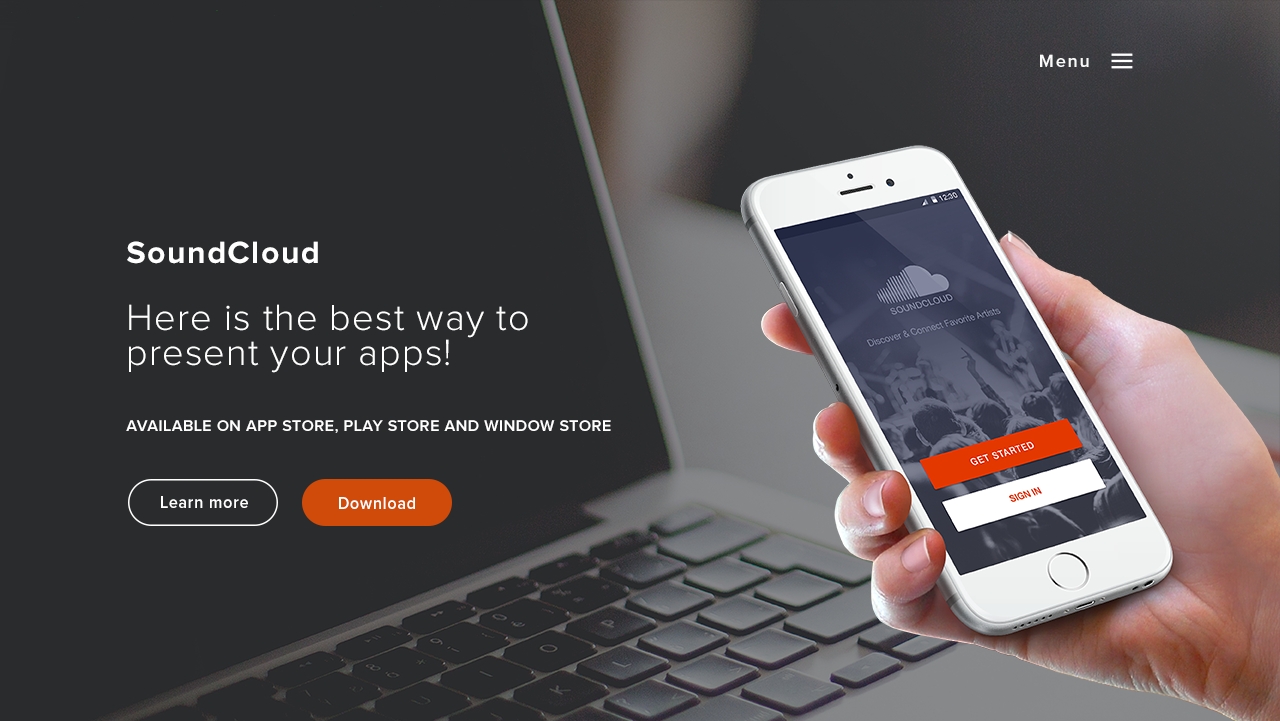 Menu
SoundCloud
Here is the best way to
present your apps!
AVAILABLE ON APP STORE, PLAY STORE AND WINDOW STORE
Learn more
Download
12:30
SOUNDCLOUD
Discover & Connect Favorite Artists
GET STARTED
SIGN IN
P
O
L
K